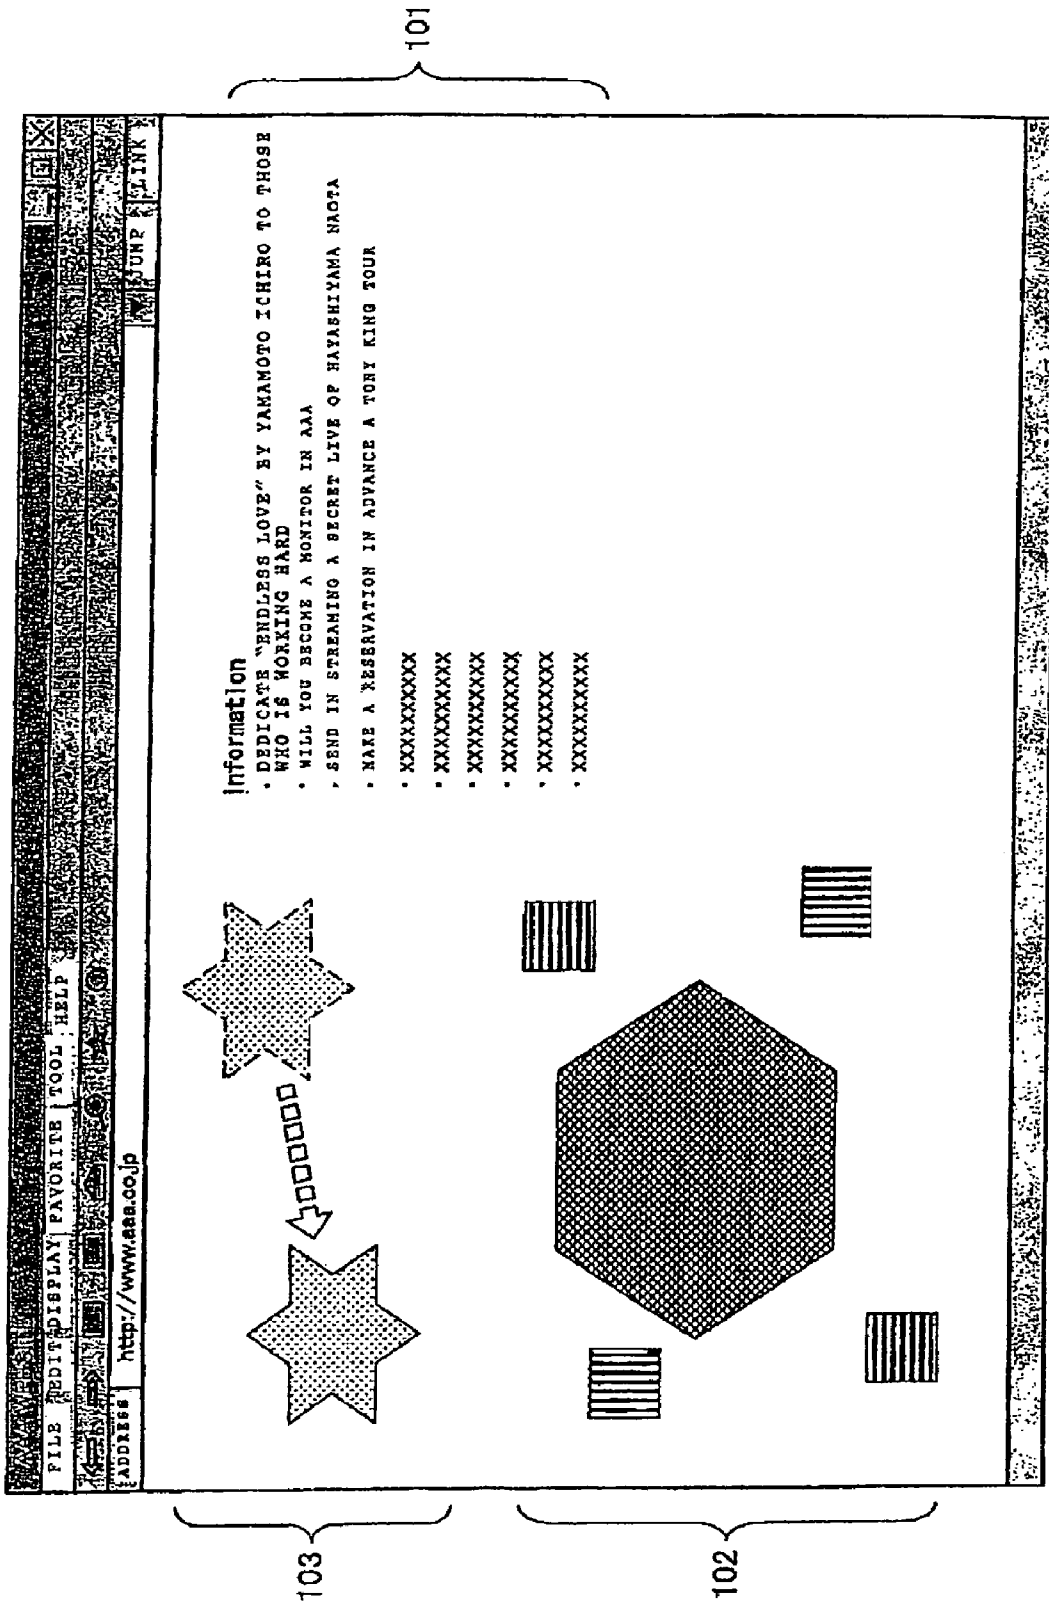 FILE EDIT DISPLAY FAVORITE TOOL HELP
ADDRESS http://www.aaa.co.jp JUMP LINK
Information
· DEDICATE "ENDLESS LOVE" BY YAMAMOTO ICHIRO TO THOSE
WHO IS WORKING HARD
· WILL YOU BECOME A MONITOR IN AAA
· SEND IN STREAMING A SECRET LIVE OF HAYASHIYAMA NAOTA
· MAKE A RESERVATION IN ADVANCE A TONY KING TOUR
· XXXXXXXXXX
· XXXXXXXXXX
· XXXXXXXXXX
· XXXXXXXXXX
· XXXXXXXXXX
· XXXXXXXXXX
101
103
102